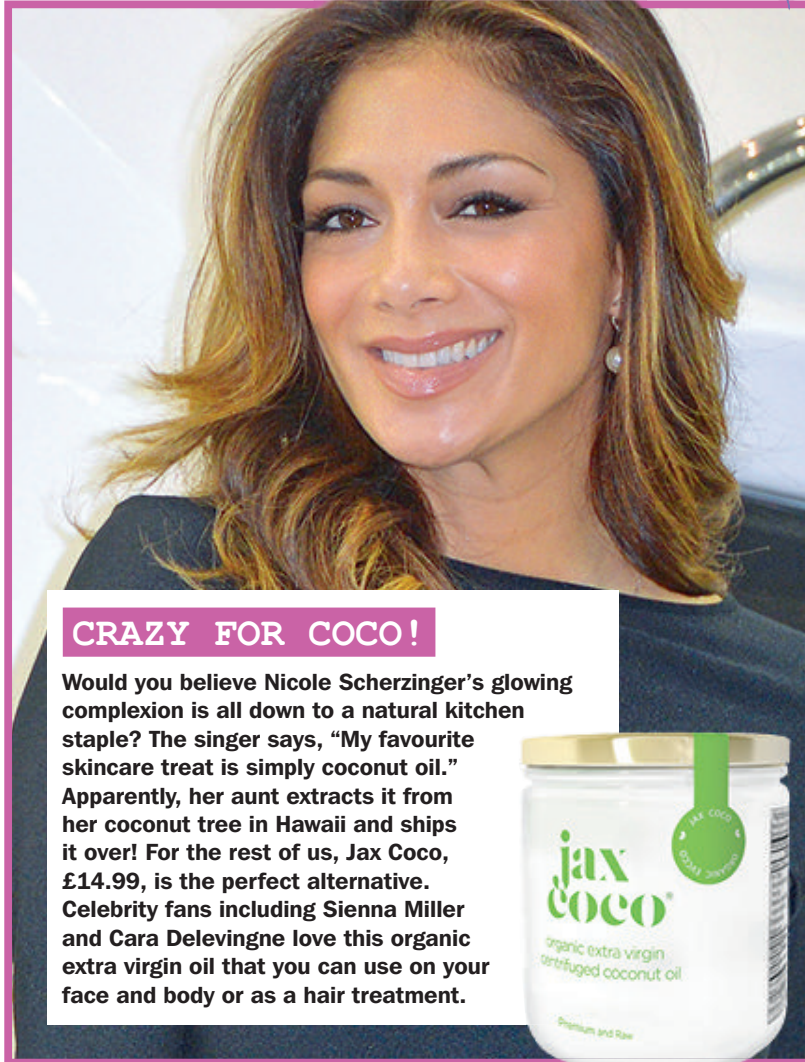 CRAZY FOR COCO!
Would you believe Nicole Scherzinger’s glowing
complexion is all down to a natural kitchen
staple? The singer says, “My favourite
skincare treat is simply coconut oil.”
Apparently, her aunt extracts it from
her coconut tree in Hawaii and ships
it over! For the rest of us, Jax Coco,
£14.99, is the perfect alternative.
Celebrity fans including Sienna Miller
and Cara Delevingne love this organic
extra virgin oil that you can use on your
face and body or as a hair treatment.
JAX COCO
ORGANIC EVCCO
jax
coco®
organic extra virgin
centrifuged coconut oil
Premium and Raw